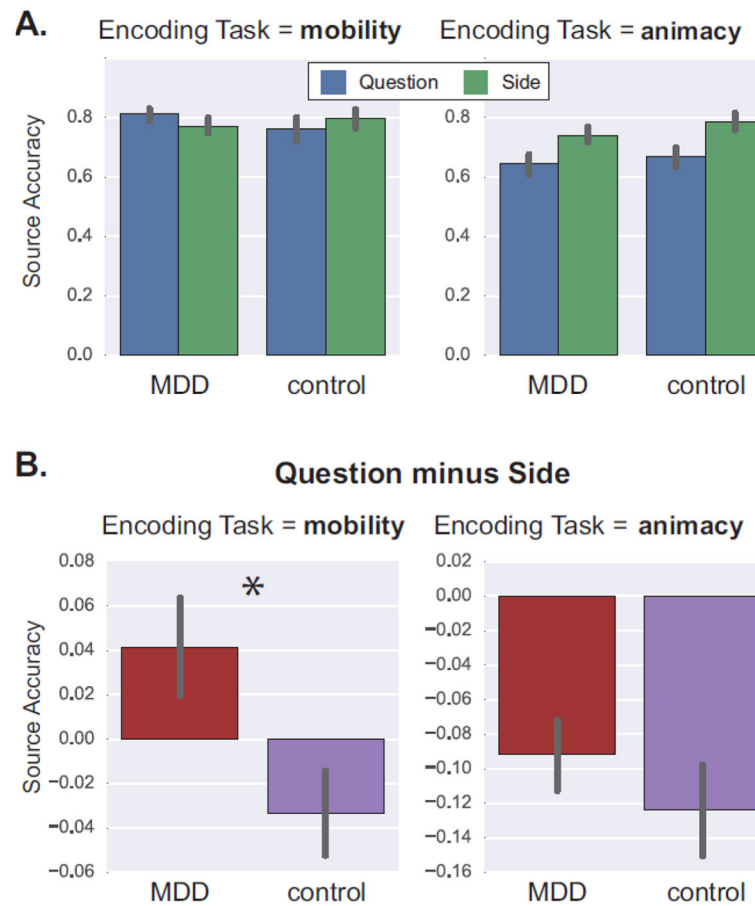 A.
Encoding Task = mobility
Encoding Task = animacy
Question
Side
Source Accuracy
0.8
0.6
0.4
0.2
0.0
MDD
control
0.8
0.6
0.4
0.2
0.0
MDD
control
B.
Question minus Side
Encoding Task = mobility
Encoding Task = animacy
Source Accuracy
0.08
0.06
*
0.04
0.02
0.00
−0.02
−0.04
−0.06
MDD
control
0.02
0.00
−0.02
−0.04
−0.06
−0.08
−0.10
−0.12
−0.14
−0.16
MDD
control